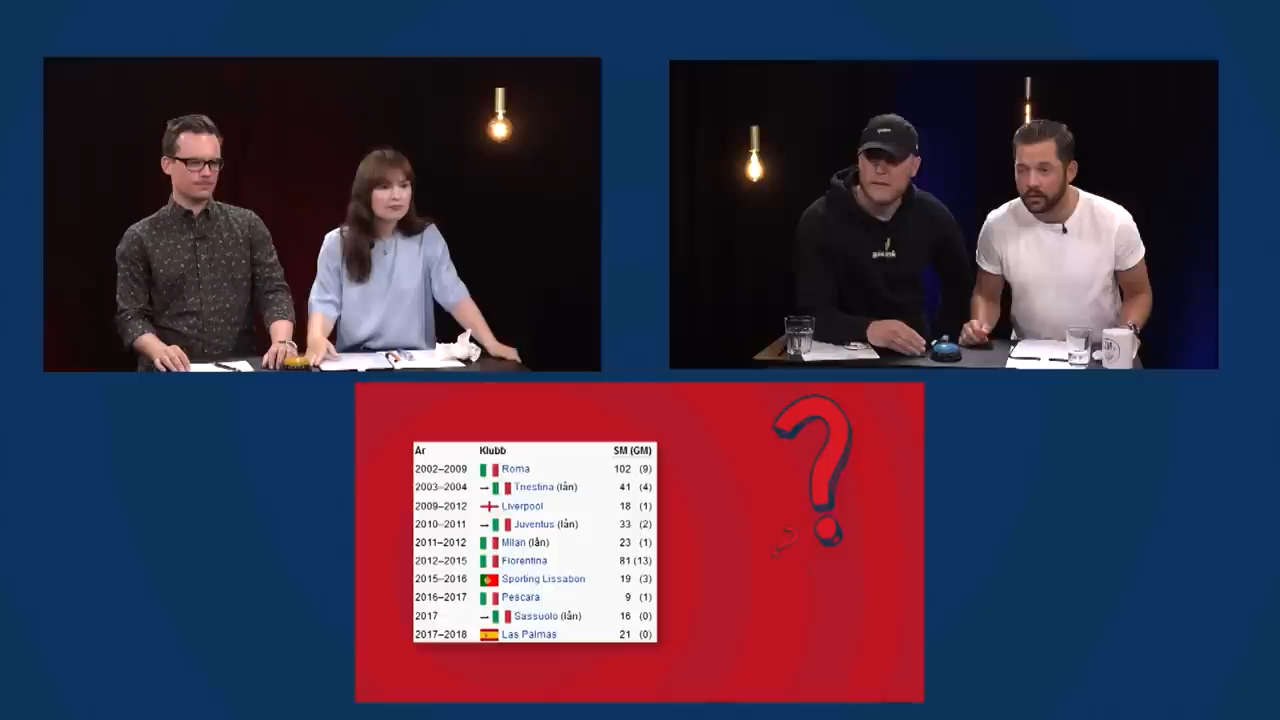 År Klubb SM (GM)
2002–2009 Roma 102 (9)
2003–2004 → Triestina (lån) 41 (4)
2009–2012 Liverpool 18 (1)
2010–2011 → Juventus (lån) 33 (2)
2011–2012 Milan (lån) 23 (1)
2012–2015 Fiorentina 81 (13)
2015–2016 Sporting Lissabon 19 (3)
2016–2017 Pescara 9 (1)
2017 → Sassuolo (lån) 16 (0)
2017–2018 Las Palmas 21 (0)
?
?